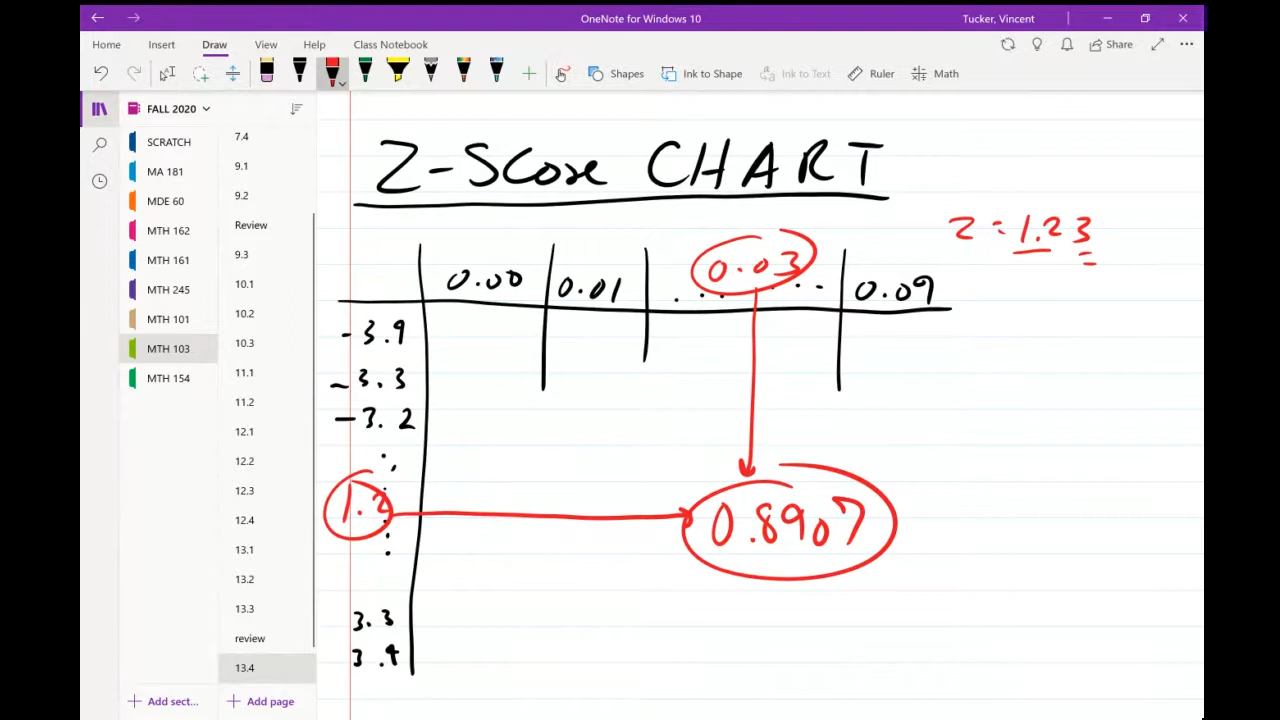 OneNote for Windows 10
Tucker, Vincent
Home Insert Draw View Help Class Notebook
Share
Shapes Ink to Shape Ink to Text Ruler Math
FALL 2020
SCRATCH
MA 181
MDE 60
MTH 162
MTH 161
MTH 245
MTH 101
MTH 103
MTH 154
Add sect...
7.4
9.1
9.2
Review
9.3
10.1
10.2
10.3
11.1
11.2
12.1
12.2
12.3
12.4
13.1
13.2
13.3
review
13.4
Add page
Z-SCore CHART
z = 1.23
0.00 0.01 ... 0.03 ... 0.09
-3.3
-3.2
1.2 0.8907
3.3